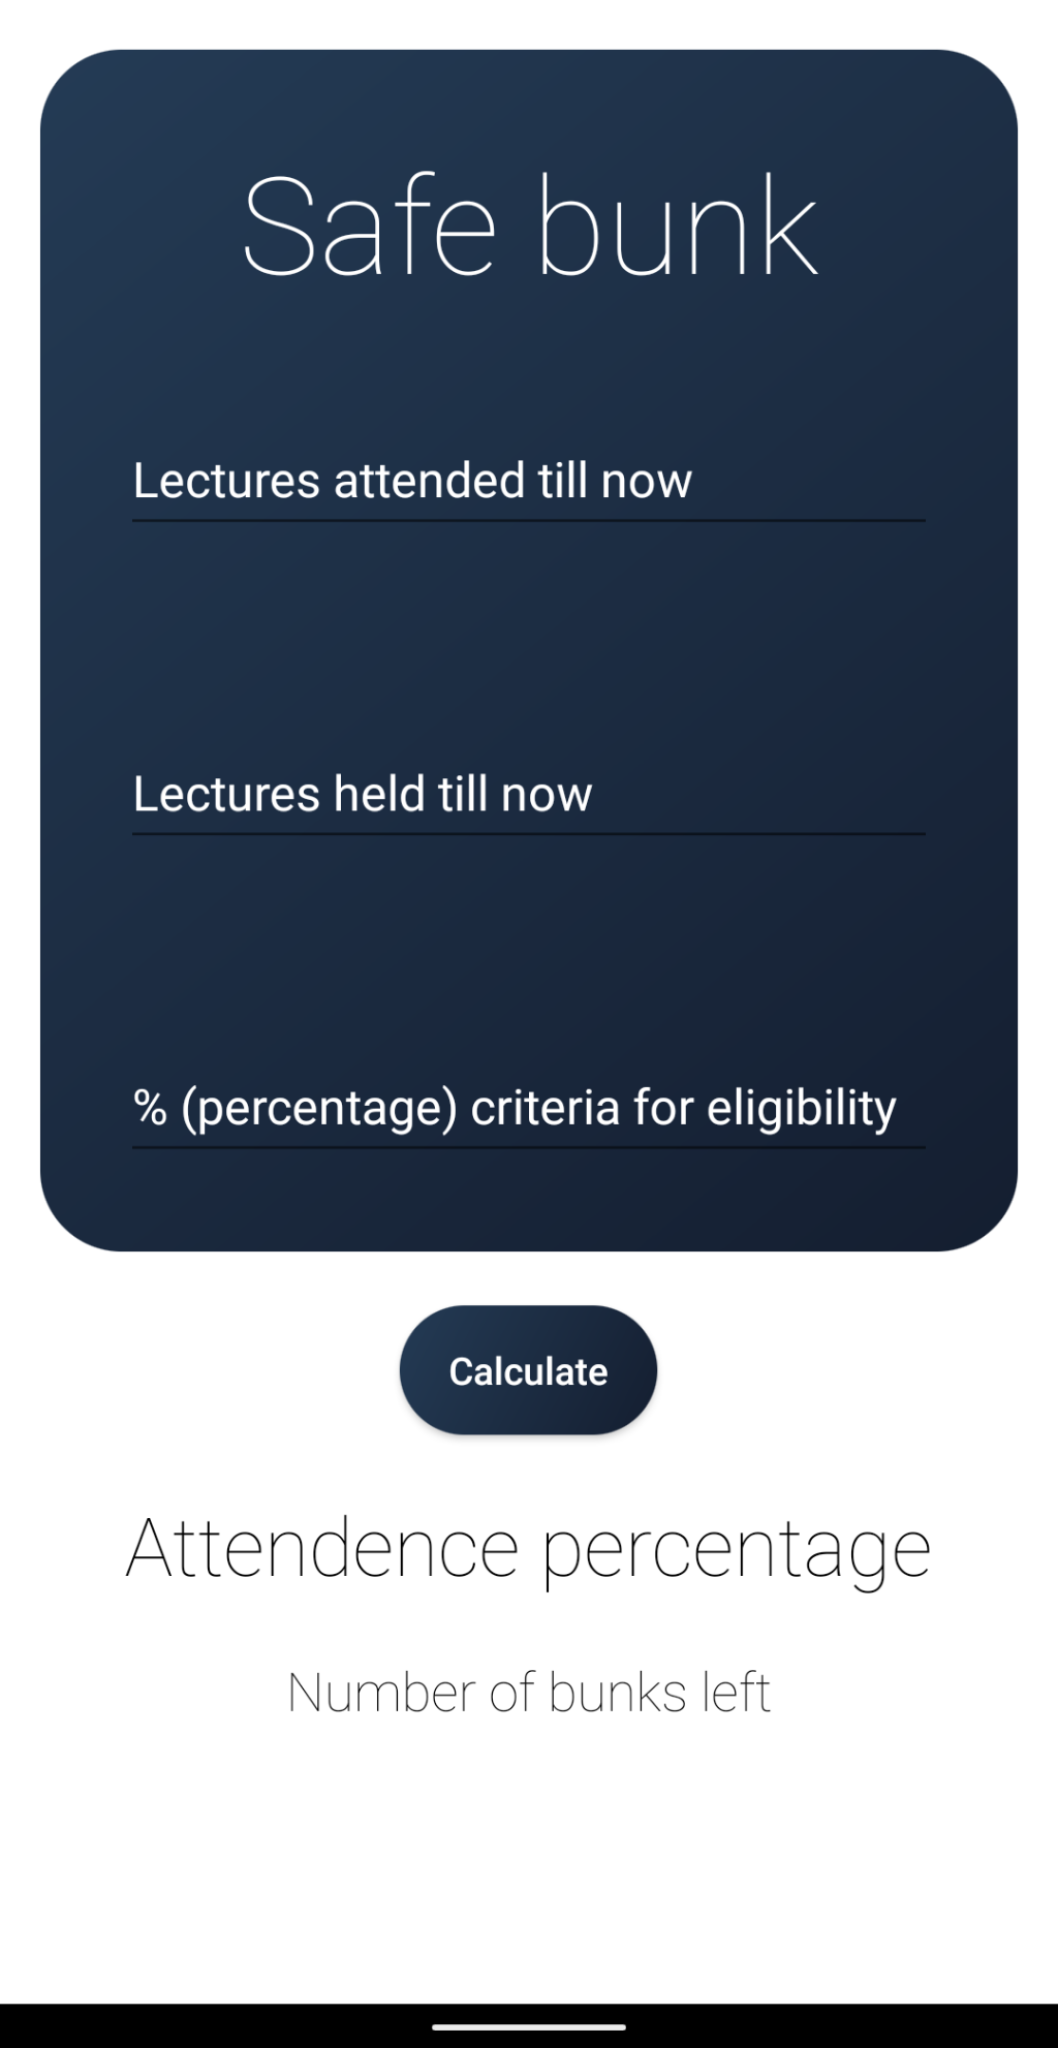 Safe bunk
Lectures attended till now
Lectures held till now
% (percentage) criteria for eligibility
Calculate
Attendence percentage
Number of bunks left